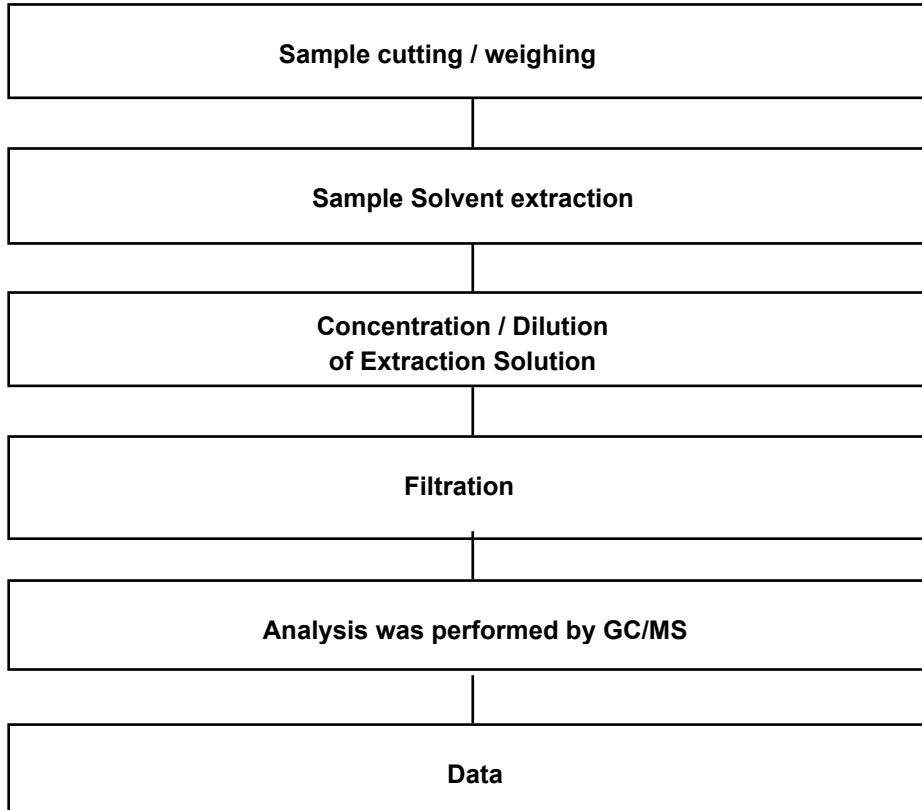 Sample cutting / weighing
Sample Solvent extraction
Concentration / Dilution
of Extraction Solution
Filtration
Analysis was performed by GC/MS
Data